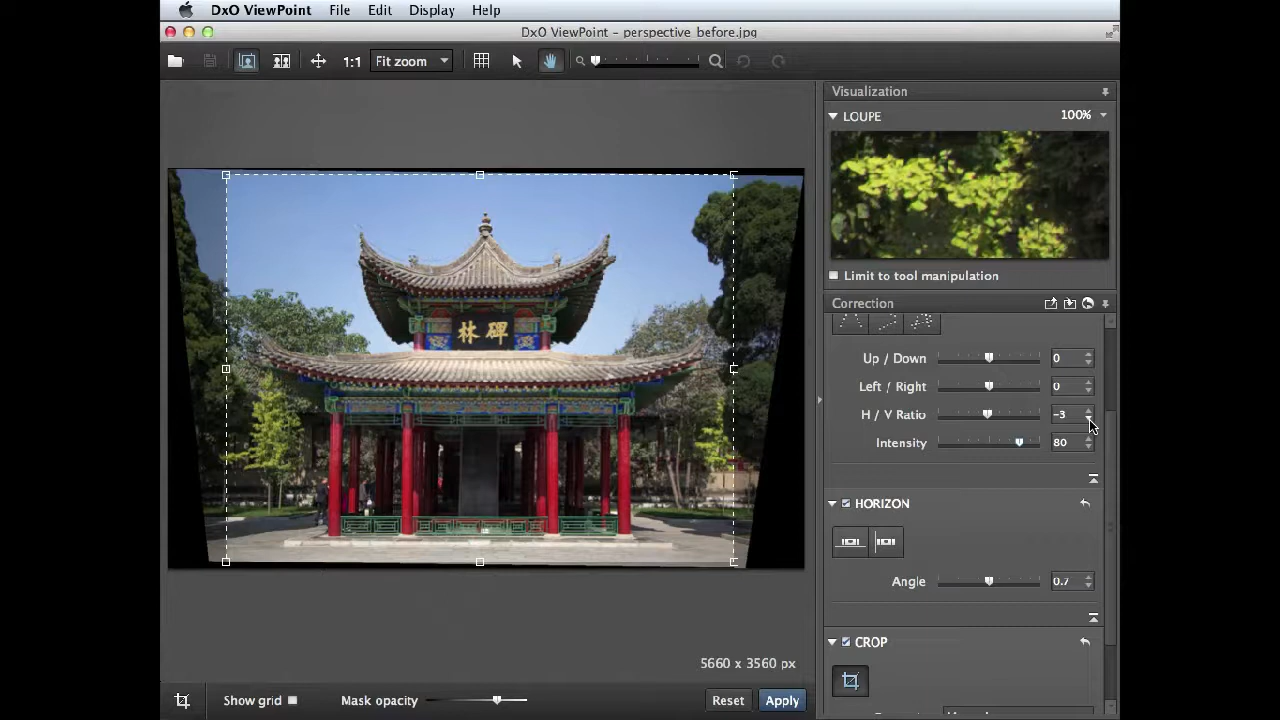 DxO ViewPoint File Edit Display Help
DxO ViewPoint - perspective_before.jpg
1:1 Fit zoom
Visualization
LOUPE 100%
Limit to tool manipulation
Correction
Up / Down 0
Left / Right 0
H / V Ratio -3
Intensity 80
HORIZON
Angle 0.7
CROP
林碑
5660 x 3560 px
Show grid Mask opacity Reset Apply